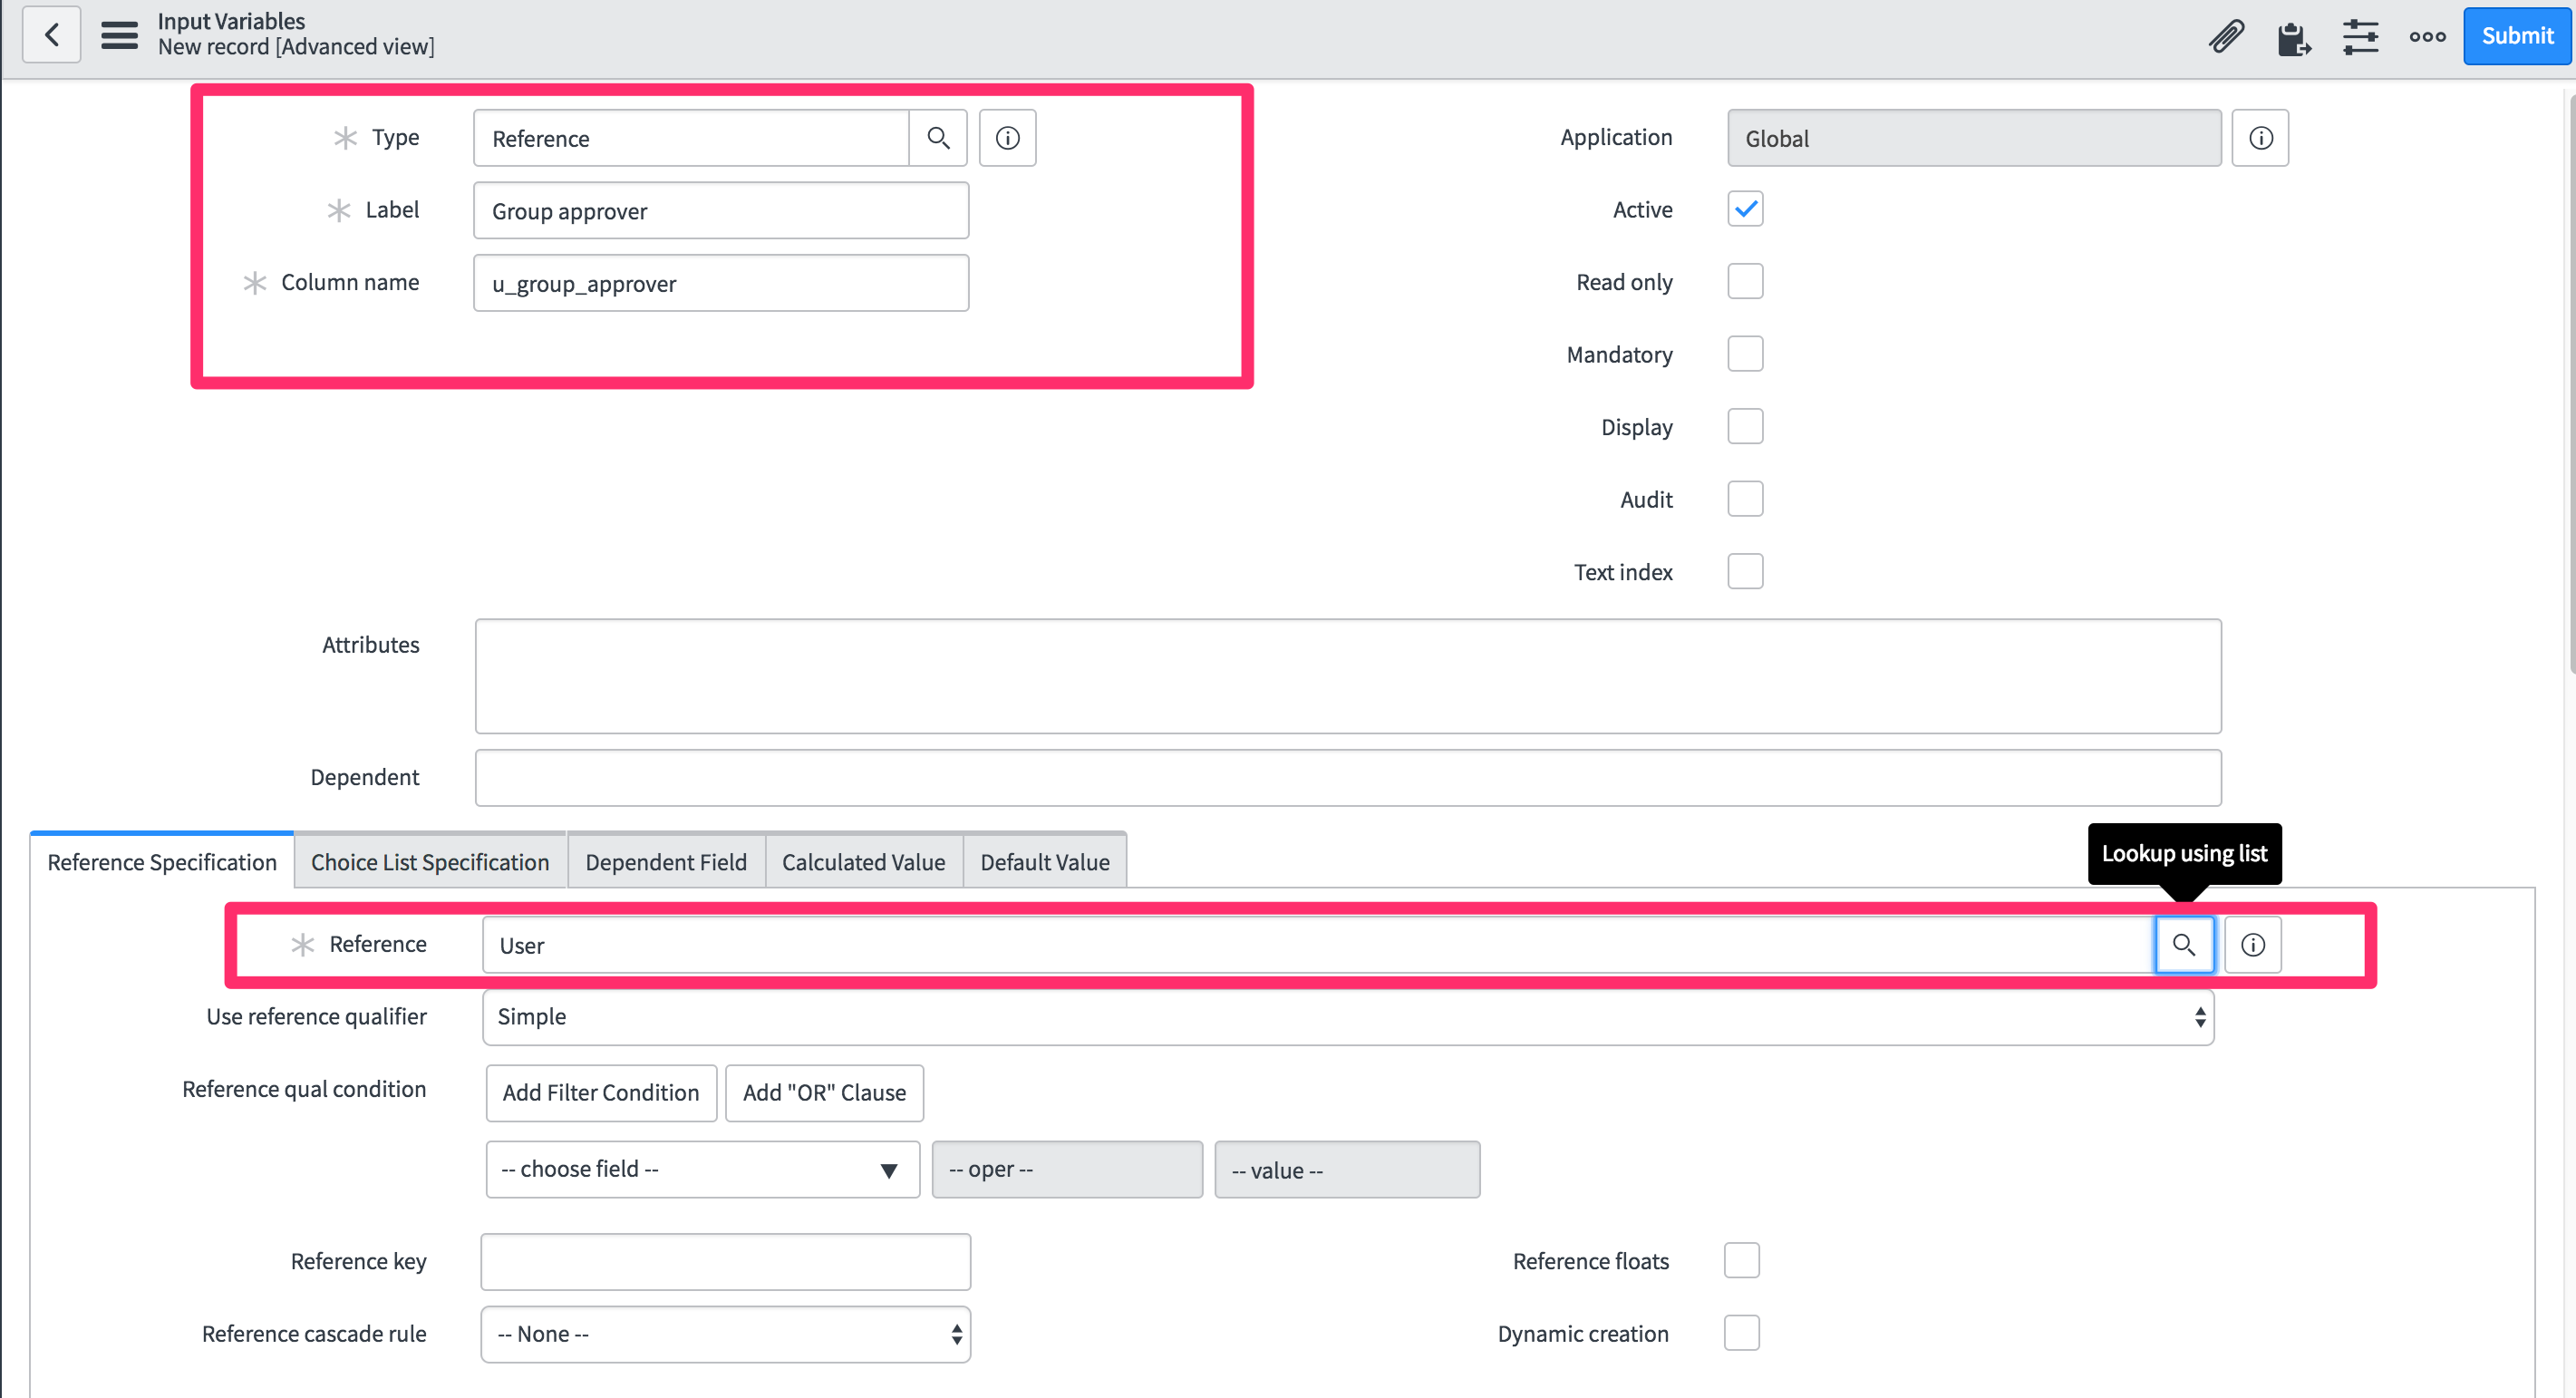 Input Variables
New record [Advanced view]
Submit
Type
Reference
Application
Global
Label
Group approver
Active
Column name
u_group_approver
Read only
Mandatory
Display
Audit
Text index
Attributes
Dependent
Lookup using list
Reference Specification
Choice List Specification
Dependent Field
Calculated Value
Default Value
Reference
User
Use reference qualifier
Simple
Reference qual condition
Add Filter Condition
Add "OR" Clause
-- choose field --
-- oper --
-- value --
Reference key
Reference floats
Reference cascade rule
-- None --
Dynamic creation